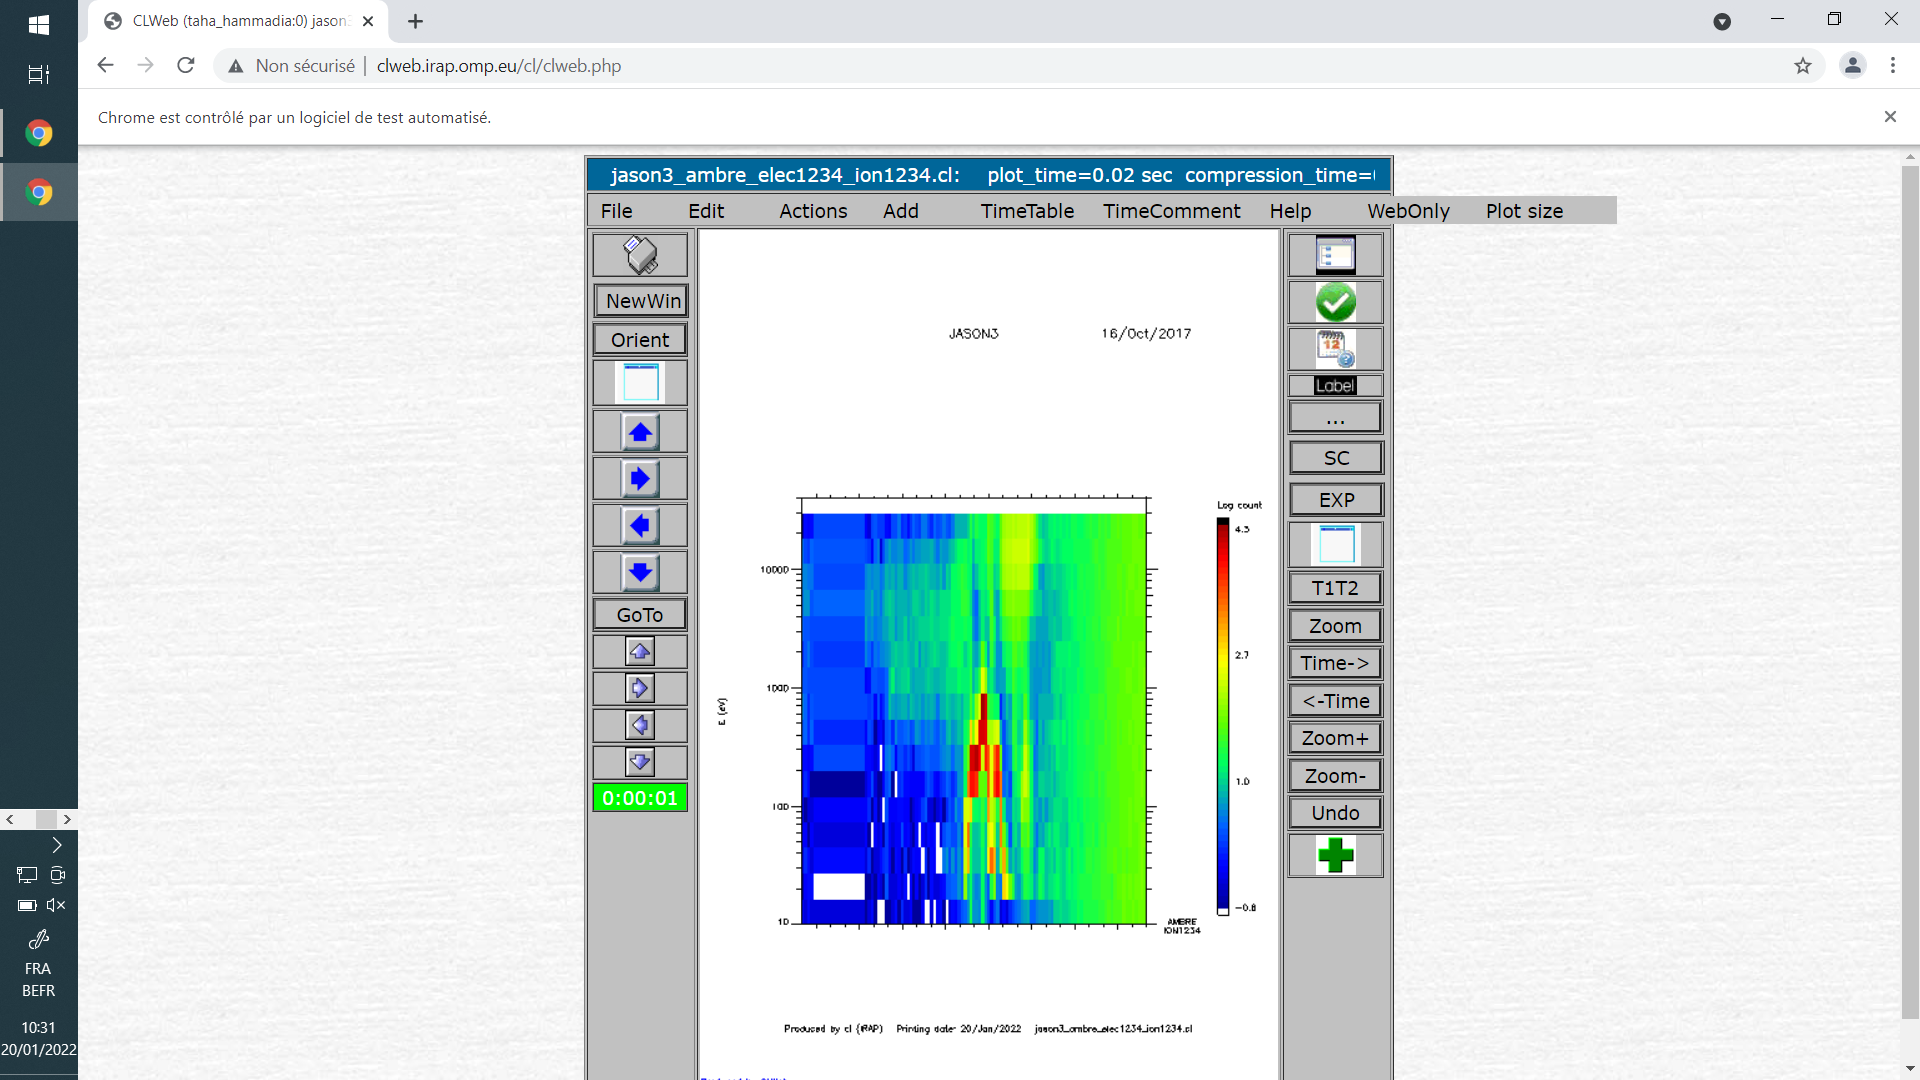 CLWeb (taha_hammadia:0) jason3
Non sécurisé | clweb.irap.omp.eu/cl/clweb.php
Chrome est contrôlé par un logiciel de test automatisé.
jason3_ambre_elec1234_ion1234.cl: plot_time=0.02 sec compression_time=
File Edit Actions Add TimeTable TimeComment Help WebOnly Plot size
NewWin
Orient
GoTo
0:00:01
JASON3 16/Oct/2017
Log count
4.3
2.7
1.0
-0.8
10000
1000
100
10
E (eV)
AMBRE
ION1234
Produced by cl (IRAP) Printing date: 20/Jan/2022 jason3_ambre_elec1234_ion1234.cl
12
Label
...
SC
EXP
T1T2
Zoom
Time->
<-Time
Zoom+
Zoom-
Undo
FRA
BEFR
10:31
20/01/2022